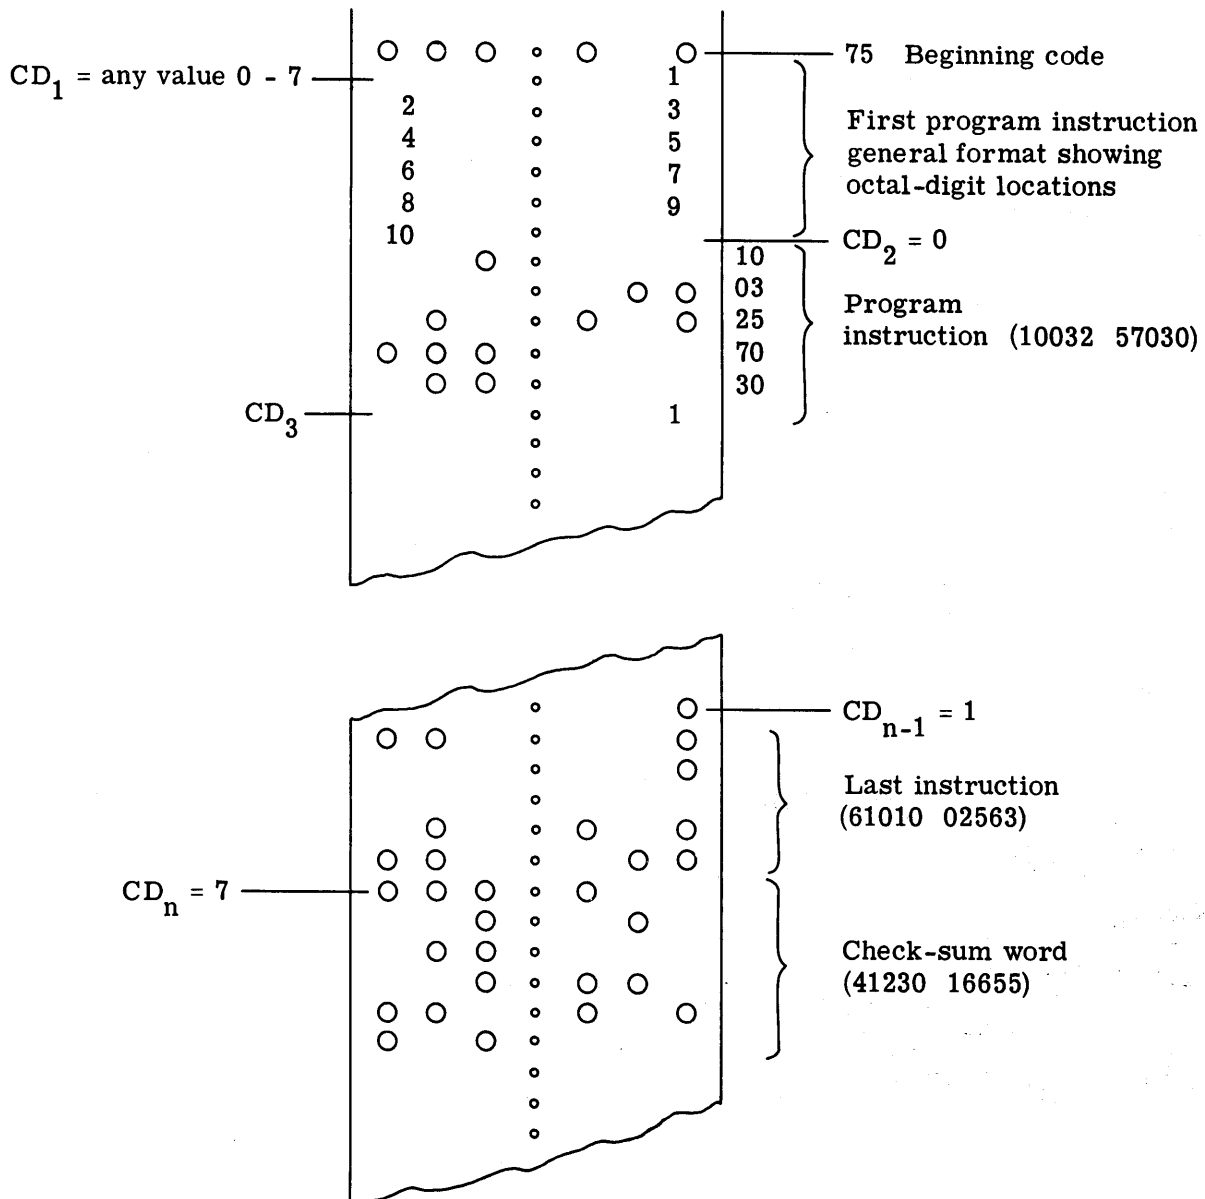 75 Beginning code
CD1 = any value 0 - 7
1
2 3
4 5
6 7
8 9
10
First program instruction
general format showing
octal-digit locations
CD2 = 0
10
03
25
70
30
Program
instruction (10032 57030)
CD3
1
CDn-1 = 1
Last instruction
(61010 02563)
CDn = 7
Check-sum word
(41230 16655)